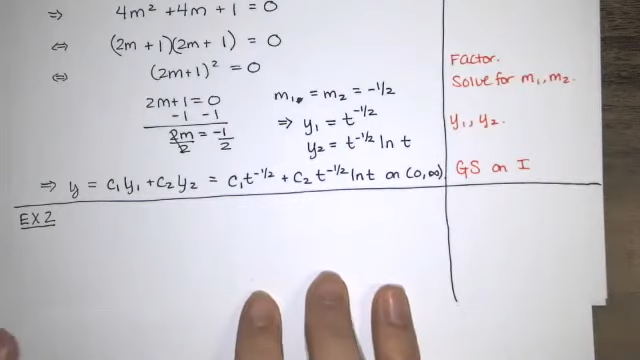 ⇒ 4m² + 4m + 1 = 0
⇔ (2m + 1)(2m + 1) = 0
⇔ (2m+1)² = 0
2m+1 = 0
-1 -1
2m/2 = -1/2
m₁ = m₂ = -1/2
⇒ y₁ = t^(-1/2)
y₂ = t^(-1/2) ln t
⇒ y = c₁y₁ + c₂y₂ = c₁t^(-1/2) + c₂ t^(-1/2) ln t on (0, ∞).
Factor.
Solve for m₁, m₂.
y₁, y₂.
GS on I
EX 2